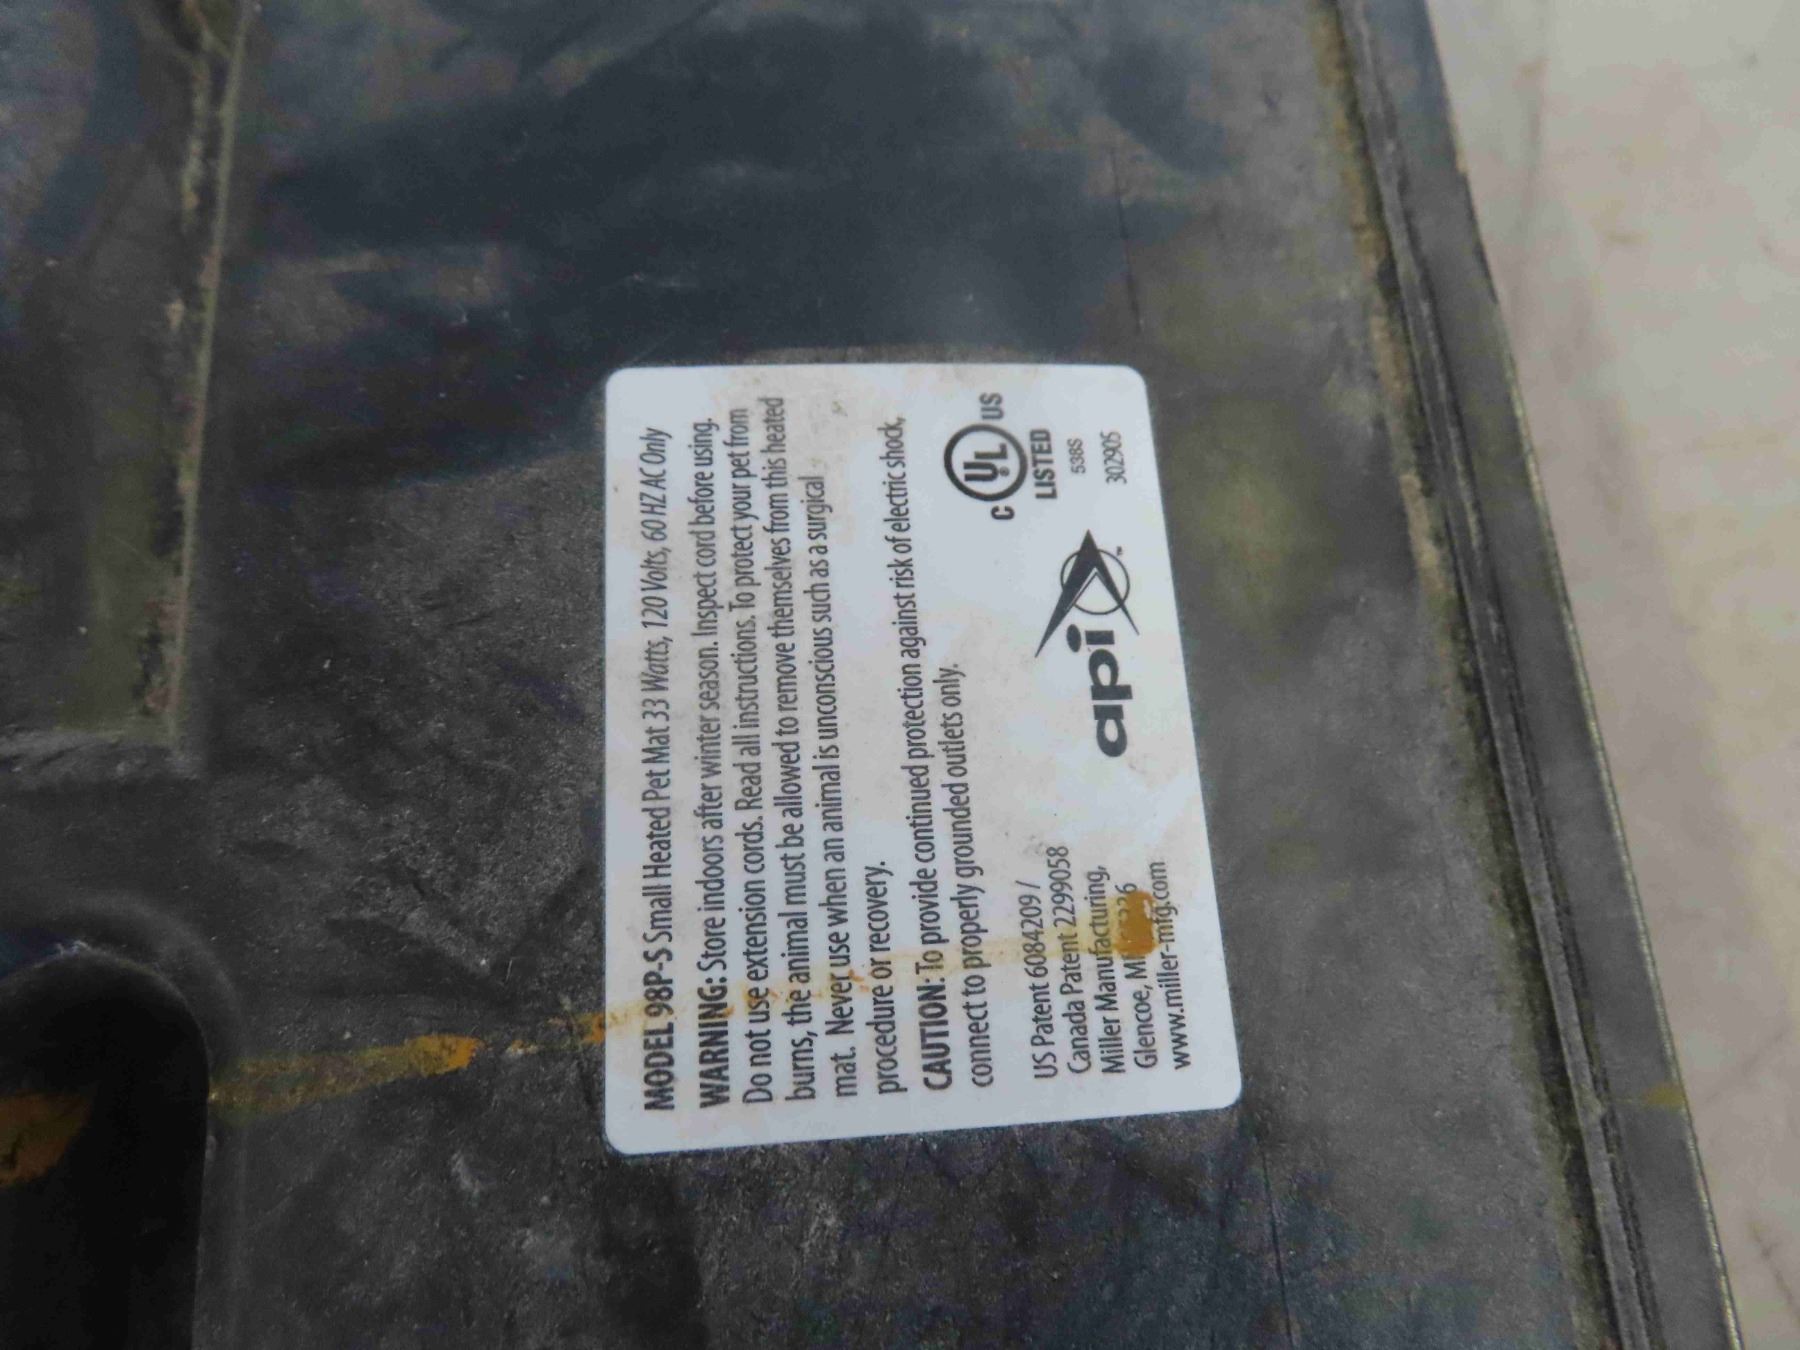 MODEL 98P-S Small Heated Pet Mat 33 Watts, 120 Volts, 60 HZ AC Only
WARNING: Store indoors after winter season. Inspect cord before using.
Do not use extension cords. Read all instructions. To protect your pet from
burns, the animal must be allowed to remove themselves from this heated
mat. Never use when an animal is unconscious such as a surgical
procedure or recovery.
CAUTION: To provide continued protection against risk of electric shock,
connect to properly grounded outlets only.
US Patent 6084209 /
Canada Patent 2299058
Miller Manufacturing,
Glencoe,
www.miller-mfg.com
api
™
C UL US
LISTED
538S
302905